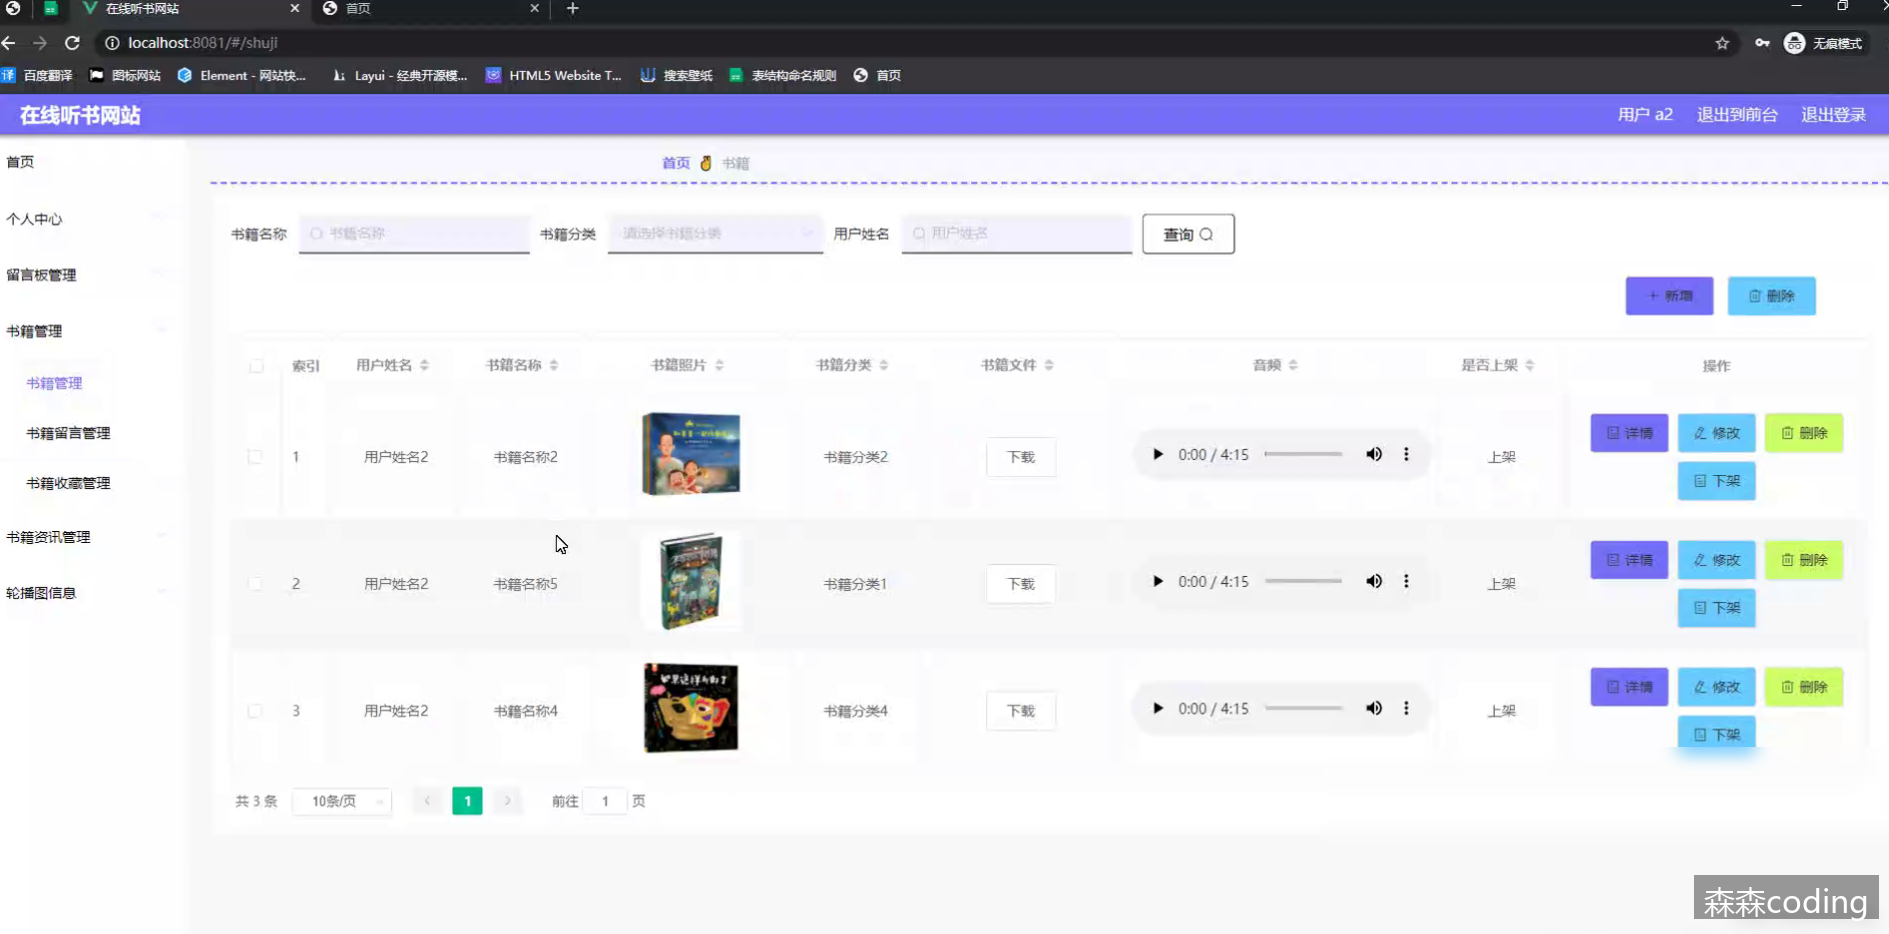 在线听书网站
首页
localhost:8081/#/shuji
无痕模式
译 百度翻译 图标网站 Element - 网站快... Layui - 经典开源模... HTML5 Website T... 搜索壁纸 表结构命名规则 首页
在线听书网站 用户 a2 退出到前台 退出登录
首页
首页 书籍
个人中心
留言板管理
书籍管理
书籍管理
书籍留言管理
书籍收藏管理
书籍资讯管理
轮播图信息
书籍名称 书籍名称 书籍分类 请选择书籍分类 用户姓名 用户姓名 查询
+ 新增 删除
索引 用户姓名 书籍名称 书籍照片 书籍分类 书籍文件 音频 是否上架 操作
1 用户姓名2 书籍名称2 书籍分类2 下载 0:00 / 4:15 上架 详情 修改 删除
下架
2 用户姓名2 书籍名称5 书籍分类1 下载 0:00 / 4:15 上架 详情 修改 删除
下架
3 用户姓名2 书籍名称4 书籍分类4 下载 0:00 / 4:15 上架 详情 修改 删除
下架
共 3 条 10条/页 1 前往 1 页
森森coding